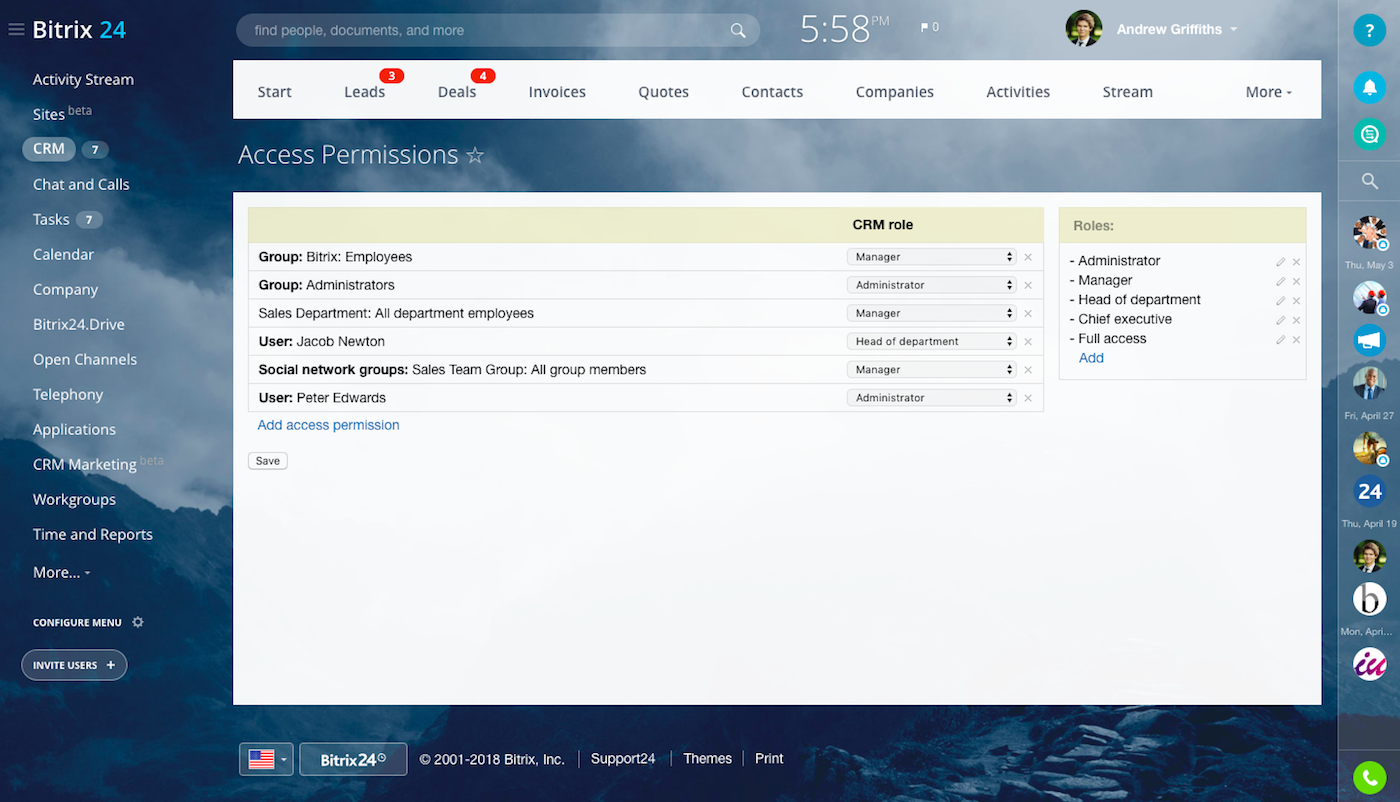 Bitrix 24
find people, documents, and more
5:58 PM
0
Andrew Griffiths
?
Activity Stream
Sites beta
CRM 7
Chat and Calls
Tasks 7
Calendar
Company
Bitrix24.Drive
Open Channels
Telephony
Applications
CRM Marketing beta
Workgroups
Time and Reports
More...
CONFIGURE MENU
INVITE USERS +
Start Leads 3 Deals 4 Invoices Quotes Contacts Companies Activities Stream More
Access Permissions
CRM role
Group: Bitrix: Employees Manager
Group: Administrators Administrator
Sales Department: All department employees Manager
User: Jacob Newton Head of department
Social network groups: Sales Team Group: All group members Manager
User: Peter Edwards Administrator
Add access permission
Save
Roles:
- Administrator
- Manager
- Head of department
- Chief executive
- Full access
Add
Thu, May 3
Fri, April 27
24
Thu, April 19
b
Mon, Apri...
iu
Bitrix24
© 2001-2018 Bitrix, Inc. Support24 Themes Print